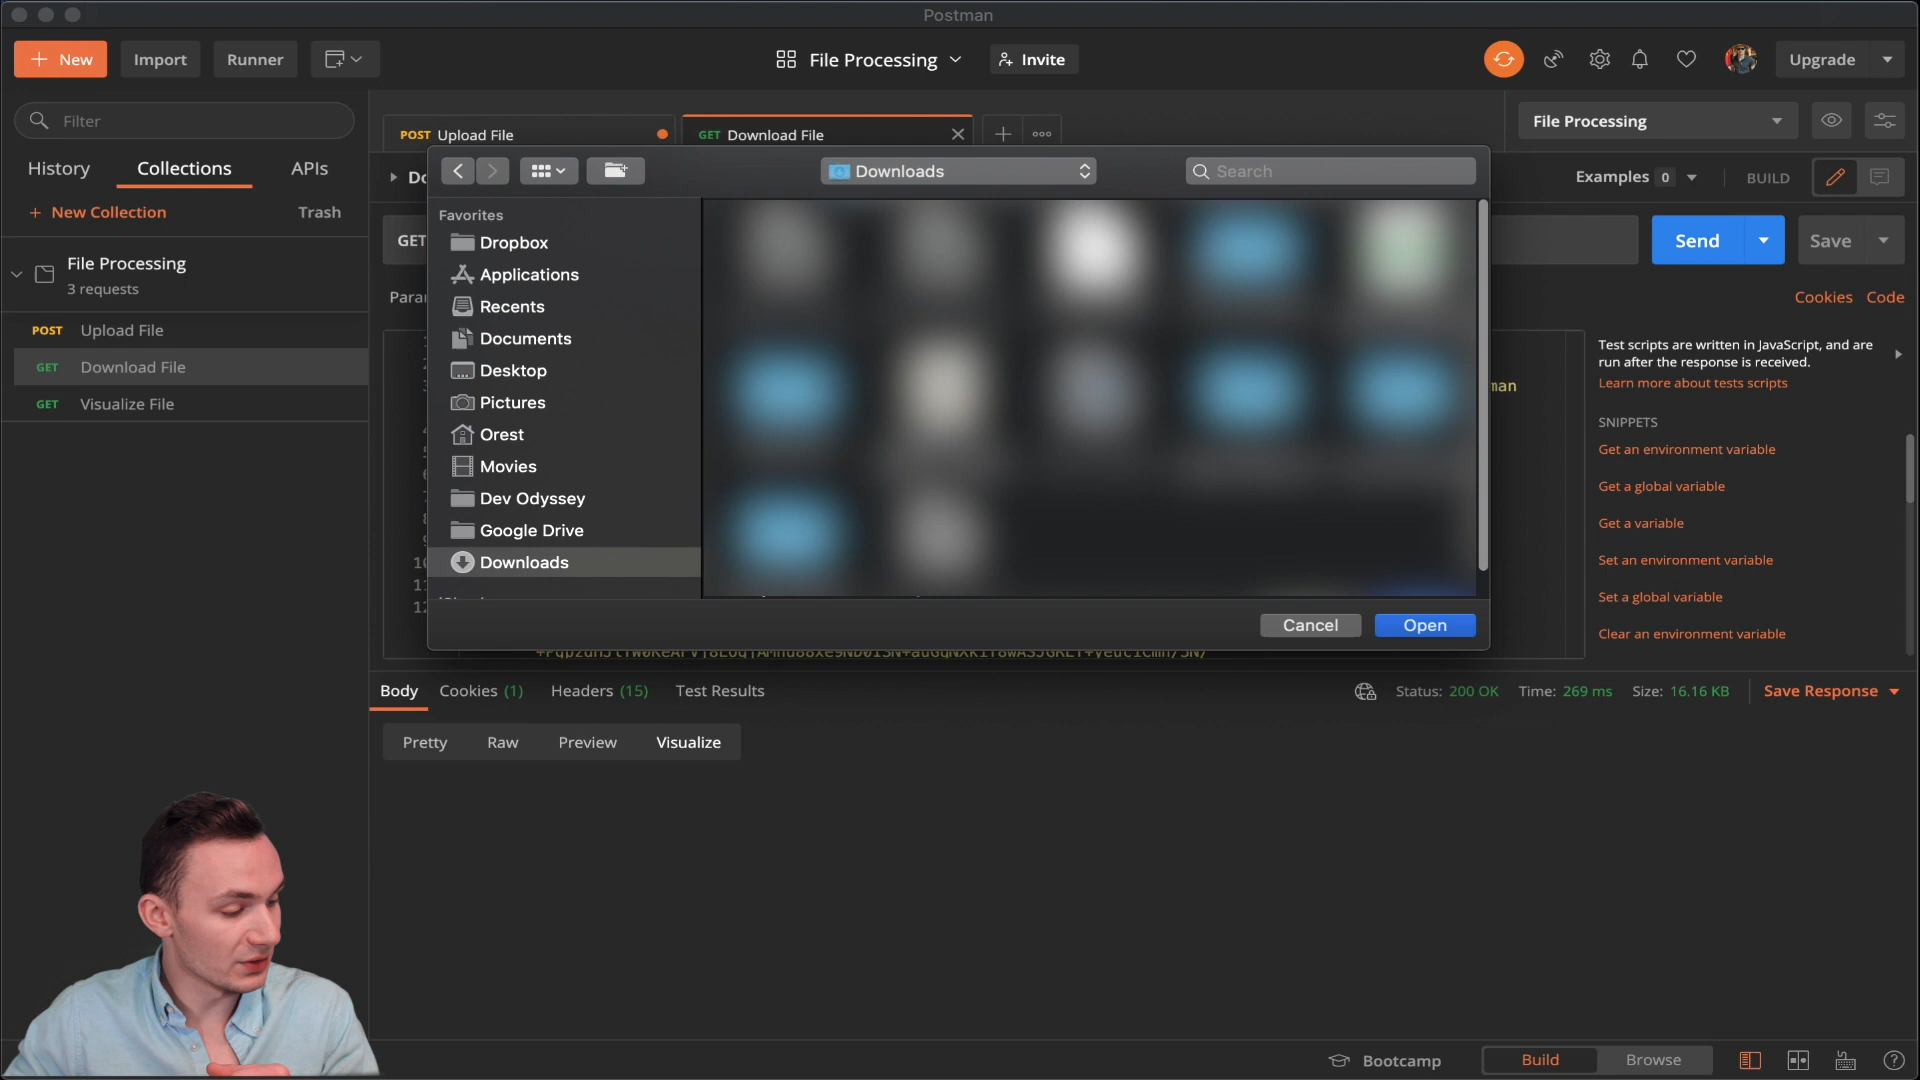 Postman
New
Import
Runner
File Processing
Invite
Upgrade
Filter
POST Upload File
GET Download File
File Processing
History
Collections
APIs
Downloads
Search
Examples 0
BUILD
+ New Collection
Trash
Favorites
Dropbox
Applications
Recents
Documents
Desktop
Pictures
Orest
Movies
Dev Odyssey
Google Drive
Downloads
GET
Send
Save
File Processing
3 requests
Cookies
Code
POST Upload File
GET Download File
GET Visualize File
Test scripts are written in JavaScript, and are
run after the response is received.
Learn more about tests scripts
SNIPPETS
Get an environment variable
Get a global variable
Get a variable
Set an environment variable
Set a global variable
Clear an environment variable
Cancel
Open
Body
Cookies (1)
Headers (15)
Test Results
Status: 200 OK
Time: 269 ms
Size: 16.16 KB
Save Response
Pretty
Raw
Preview
Visualize
Bootcamp
Build
Browse